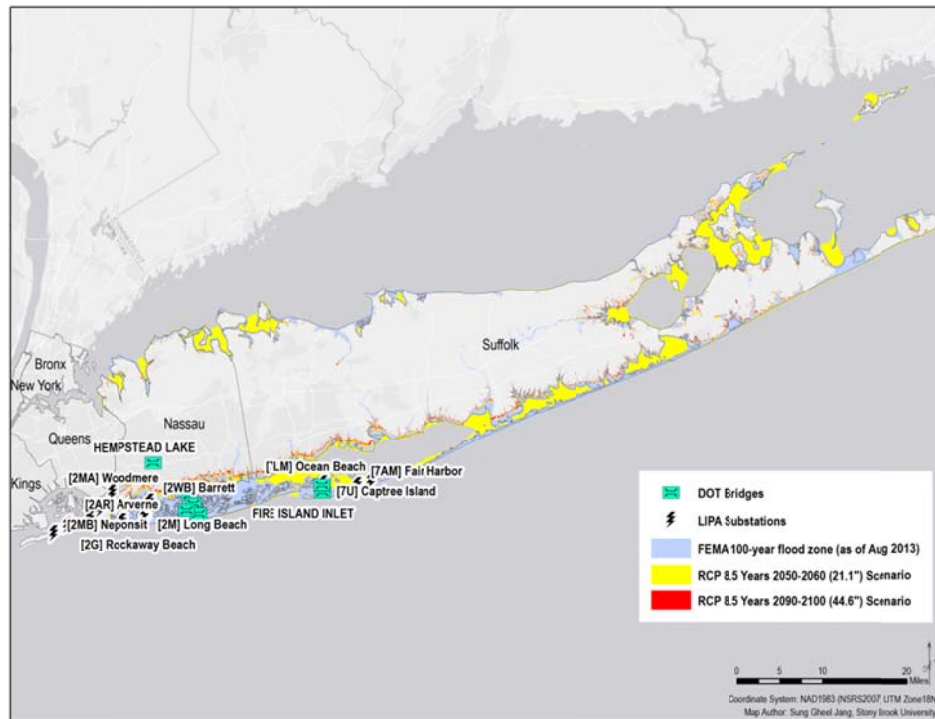 Bronx
New York
Queens
Kings
Nassau
Suffolk
HEMPSTEAD LAKE
[2MA] Woodmere
[2WB] Barrett
[2AR] Arverne
[2MB] Neponsit
[2M] Long Beach
[2G] Rockaway Beach
LM] Ocean Beach
[7AM] Fair Harbor
[7U] Captree Island
FIRE ISLAND INLET
DOT Bridges
LIPA Substations
FEMA 100-year flood zone (as of Aug 2013)
RCP 8.5 Years 2050-2060 (21.1") Scenario
RCP 8.5 Years 2090-2100 (44.6") Scenario
0 5 10 20
Miles
Coordinate System: NAD1983 (NSRS2007 UTM Zone18N
Map Author: Sung Gheel Jang, Stony Brook University